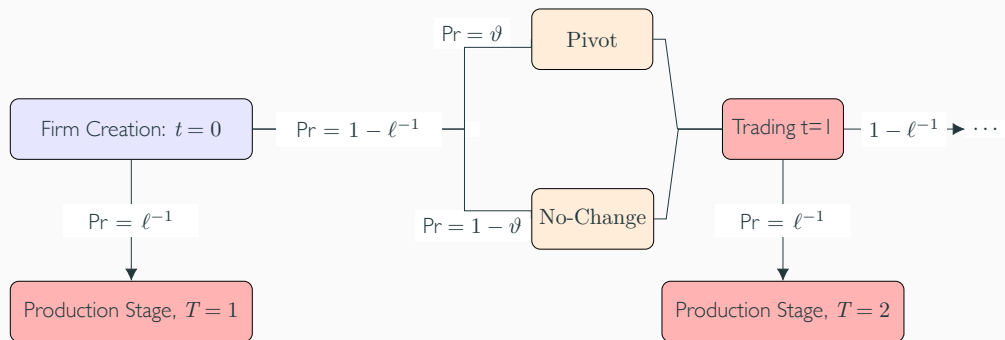 Pr = ϑ
Pivot
Firm Creation: t = 0
Pr = 1 − ℓ⁻¹
Trading t=1
1 − ℓ⁻¹
⋯
Pr = ℓ⁻¹
Pr = 1 − ϑ
No-Change
Pr = ℓ⁻¹
Production Stage, T = 1
Production Stage, T = 2